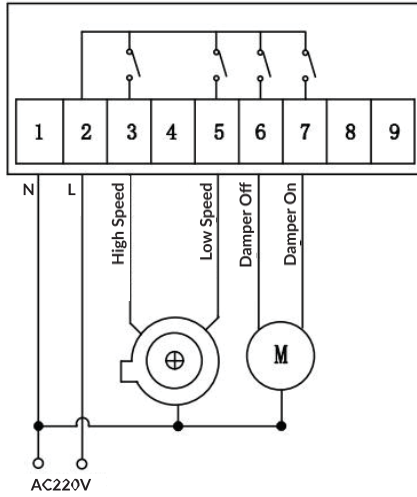 1 2 3 4 5 6 7 8 9
N L
High Speed
Low Speed
Damper Off
Damper On
M
AC220V